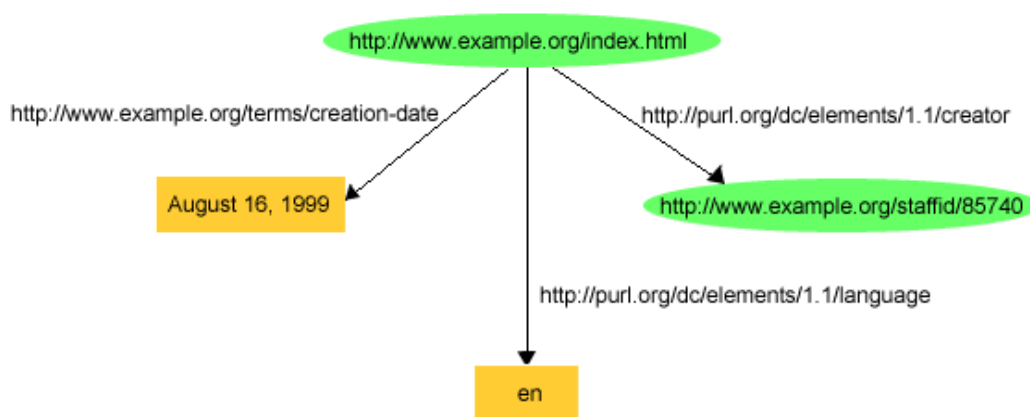 http://www.example.org/index.html
http://www.example.org/terms/creation-date
http://purl.org/dc/elements/1.1/creator
August 16, 1999
http://www.example.org/staffid/85740
http://purl.org/dc/elements/1.1/language
en